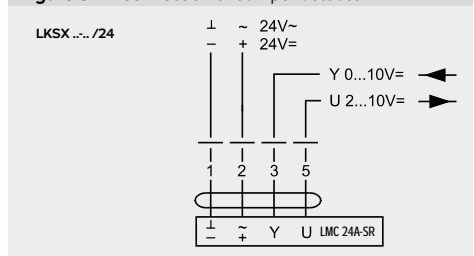 ⊥ ~ 24V~
LKSX ..-.. /24
− + 24V=
Y 0...10V=
U 2...10V=
1 2 3 5
⊥ ~ Y U LMC 24A-SR
− +